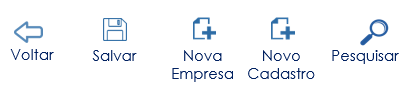 Voltar
Salvar
Nova
Empresa
Novo
Cadastro
Pesquisar